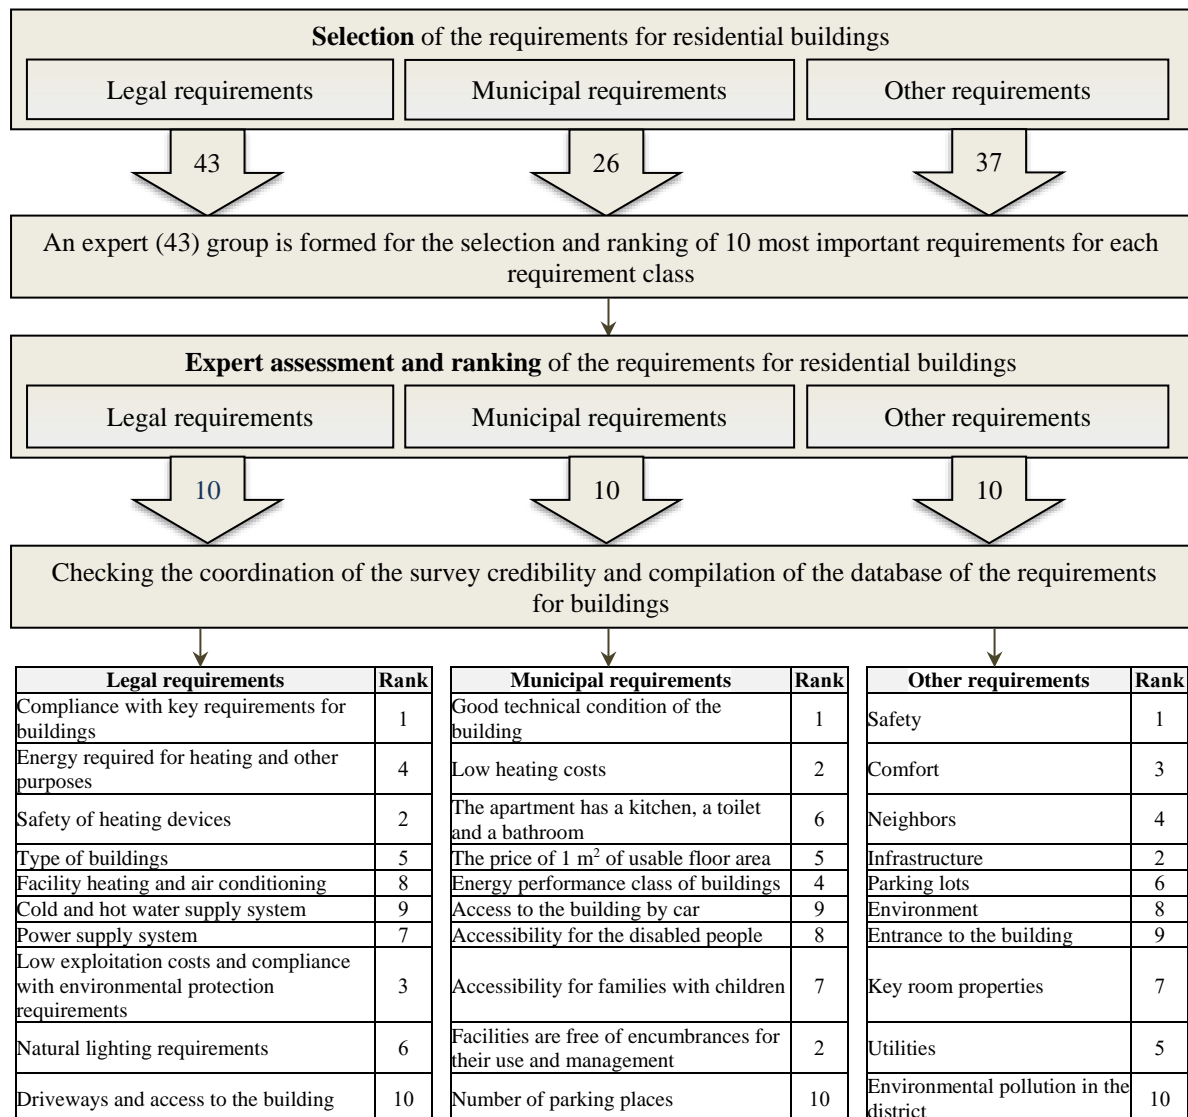 Selection of the requirements for residential buildings
Legal requirements
Municipal requirements
Other requirements
43
26
37
An expert (43) group is formed for the selection and ranking of 10 most important requirements for each
requirement class
Expert assessment and ranking of the requirements for residential buildings
Legal requirements
Municipal requirements
Other requirements
10
10
10
Checking the coordination of the survey credibility and compilation of the database of the requirements
for buildings
Legal requirements Rank
Compliance with key requirements for
buildings 1
Energy required for heating and other
purposes 4
Safety of heating devices 2
Type of buildings 5
Facility heating and air conditioning 8
Cold and hot water supply system 9
Power supply system 7
Low exploitation costs and compliance
with environmental protection 3
requirements
Natural lighting requirements 6
Driveways and access to the building 10
Municipal requirements Rank
Good technical condition of the
building 1
Low heating costs 2
The apartment has a kitchen, a toilet
and a bathroom 6
The price of 1 m² of usable floor area 5
Energy performance class of buildings 4
Access to the building by car 9
Accessibility for the disabled people 8
Accessibility for families with children 7
Facilities are free of encumbrances for
their use and management 2
Number of parking places 10
Other requirements Rank
Safety 1
Comfort 3
Neighbors 4
Infrastructure 2
Parking lots 6
Environment 8
Entrance to the building 9
Key room properties 7
Utilities 5
Environmental pollution in the
district 10